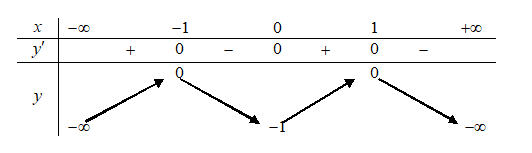 x −∞ −1 0 1 +∞
y′ + 0 − 0 + 0 −
0 0
y
−∞ −1 −∞